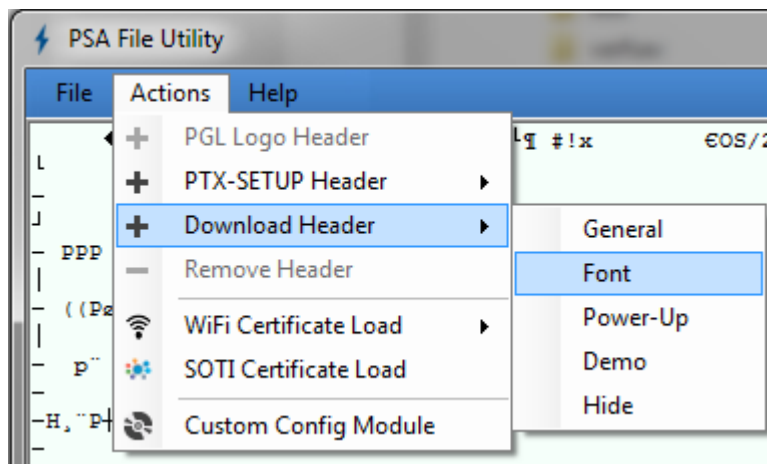 PSA File Utility
File Actions Help
PGL Logo Header
PTX-SETUP Header
Download Header
Remove Header
WiFi Certificate Load
SOTI Certificate Load
Custom Config Module
General
Font
Power-Up
Demo
Hide
└¶ #!x €OS/2
└
–
┘
– PPP
|
– ((Pø
|
– p¨
–
–H¸¨P┼
–